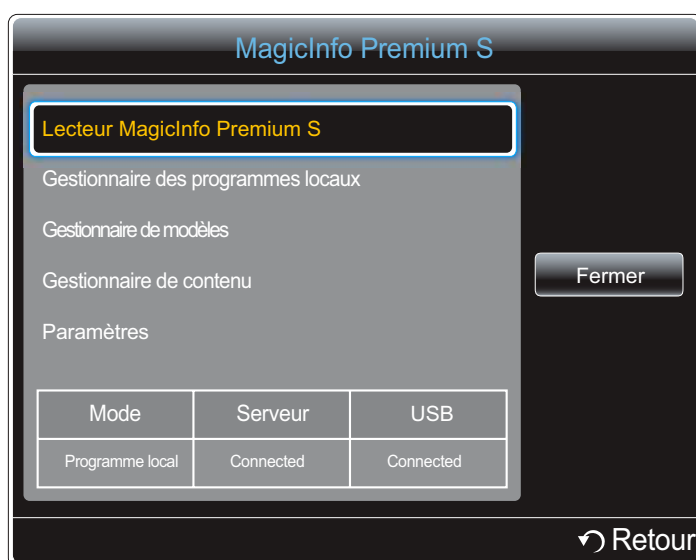 MagicInfo Premium S
Lecteur MagicInfo Premium S
Gestionnaire des programmes locaux
Gestionnaire de modèles
Gestionnaire de contenu
Paramètres
Fermer
Mode Serveur USB
Programme local Connected Connected
Retour